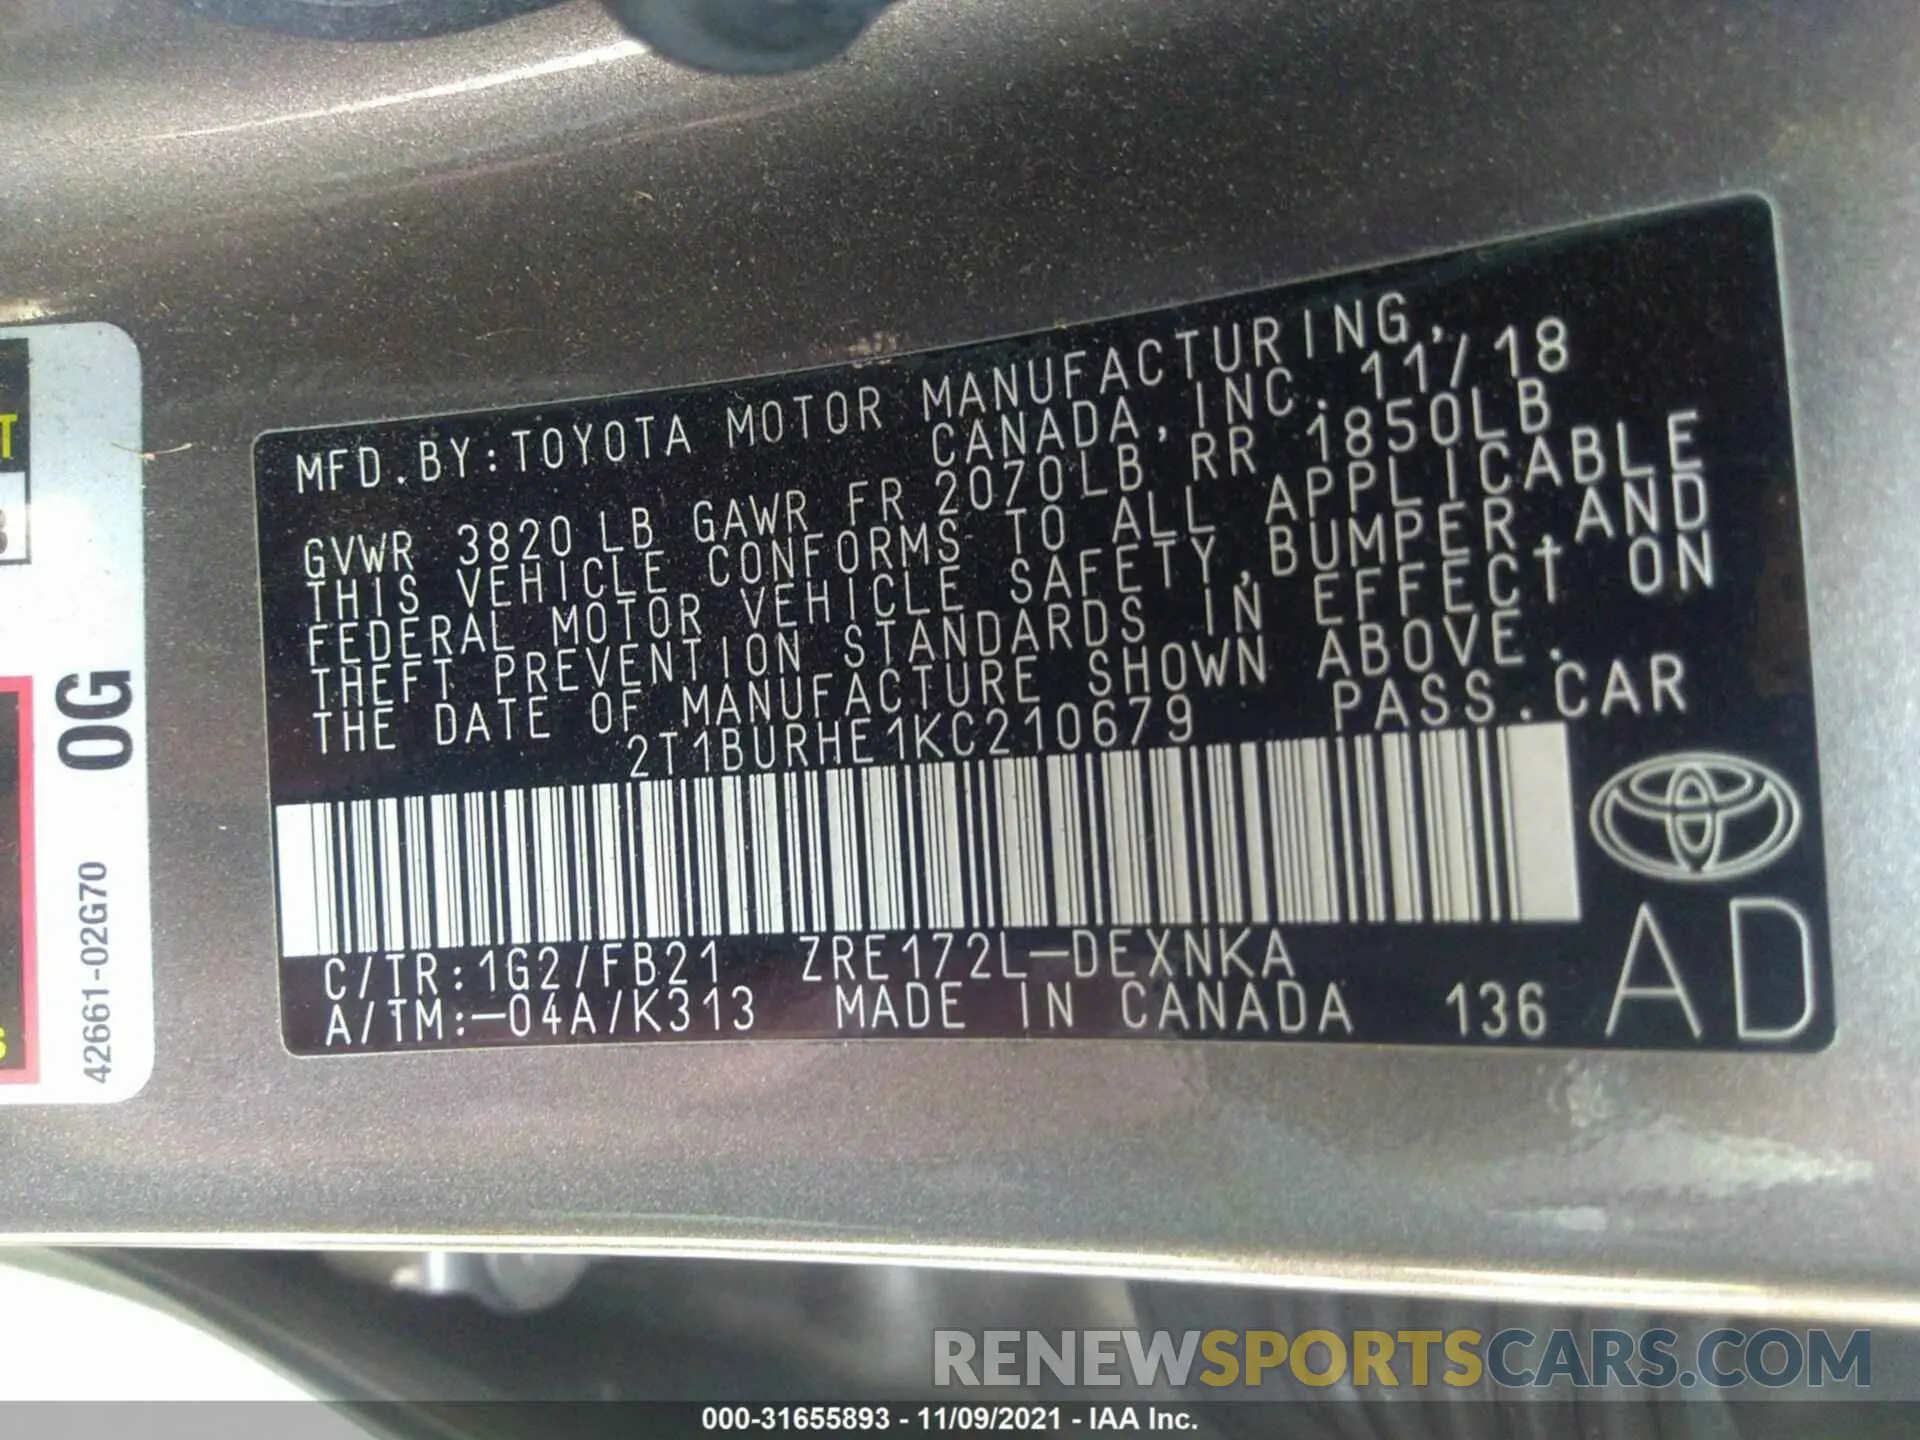 MFD.BY:TOYOTA MOTOR MANUFACTURING,
CANADA,INC. 11/18
GVWR 3820LB GAWR FR 2070LB RR 1850LB
THIS VEHICLE CONFORMS TO ALL APPLICABLE
FEDERAL MOTOR VEHICLE SAFETY,BUMPER,AND
THEFT PREVENTION STANDARDS IN EFFECT ON
THE DATE OF MANUFACTURE SHOWN ABOVE.
2T1BURHE1KC210679 PASS.CAR
C/TR:1G2/FB21 ZRE172L-DEXNKA
A/TM:-04A/K313 MADE IN CANADA 136
AD
0G
42661-02G70
T
RENEWSPORTSCARS.COM
000-31655893 - 11/09/2021 - IAA Inc.